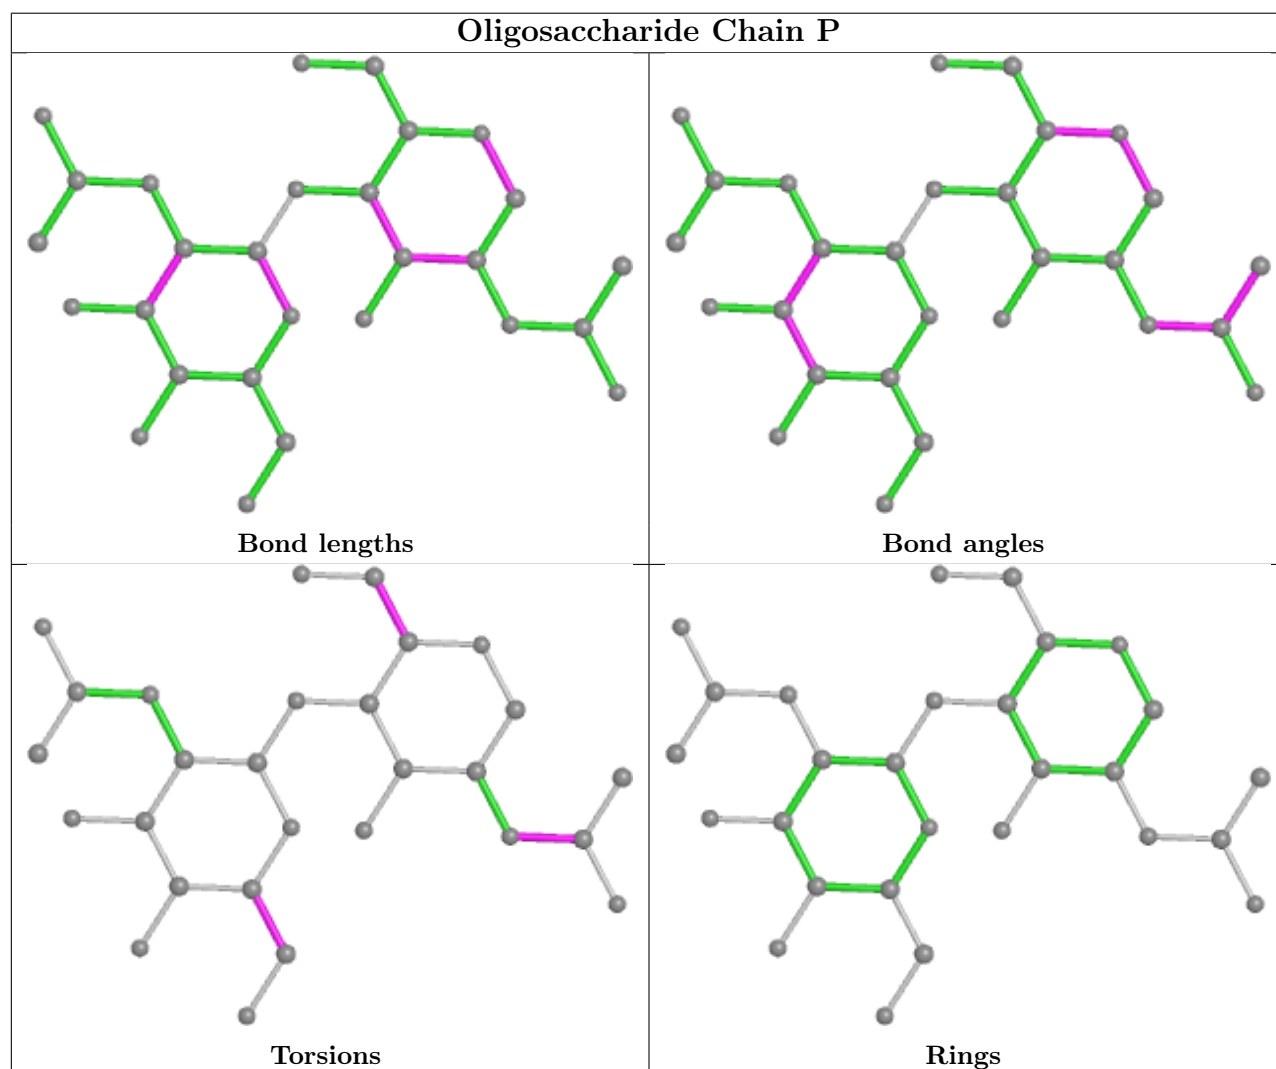 Oligosaccharide Chain P
Bond lengths
Bond angles
Torsions
Rings